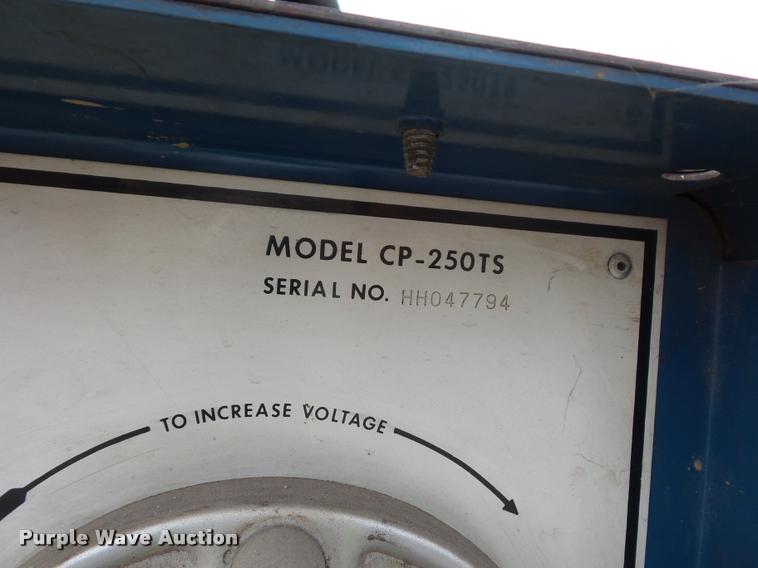 MODEL CP-250TS
SERIAL NO. HH047794
TO INCREASE VOLTAGE
Purple Wave Auction